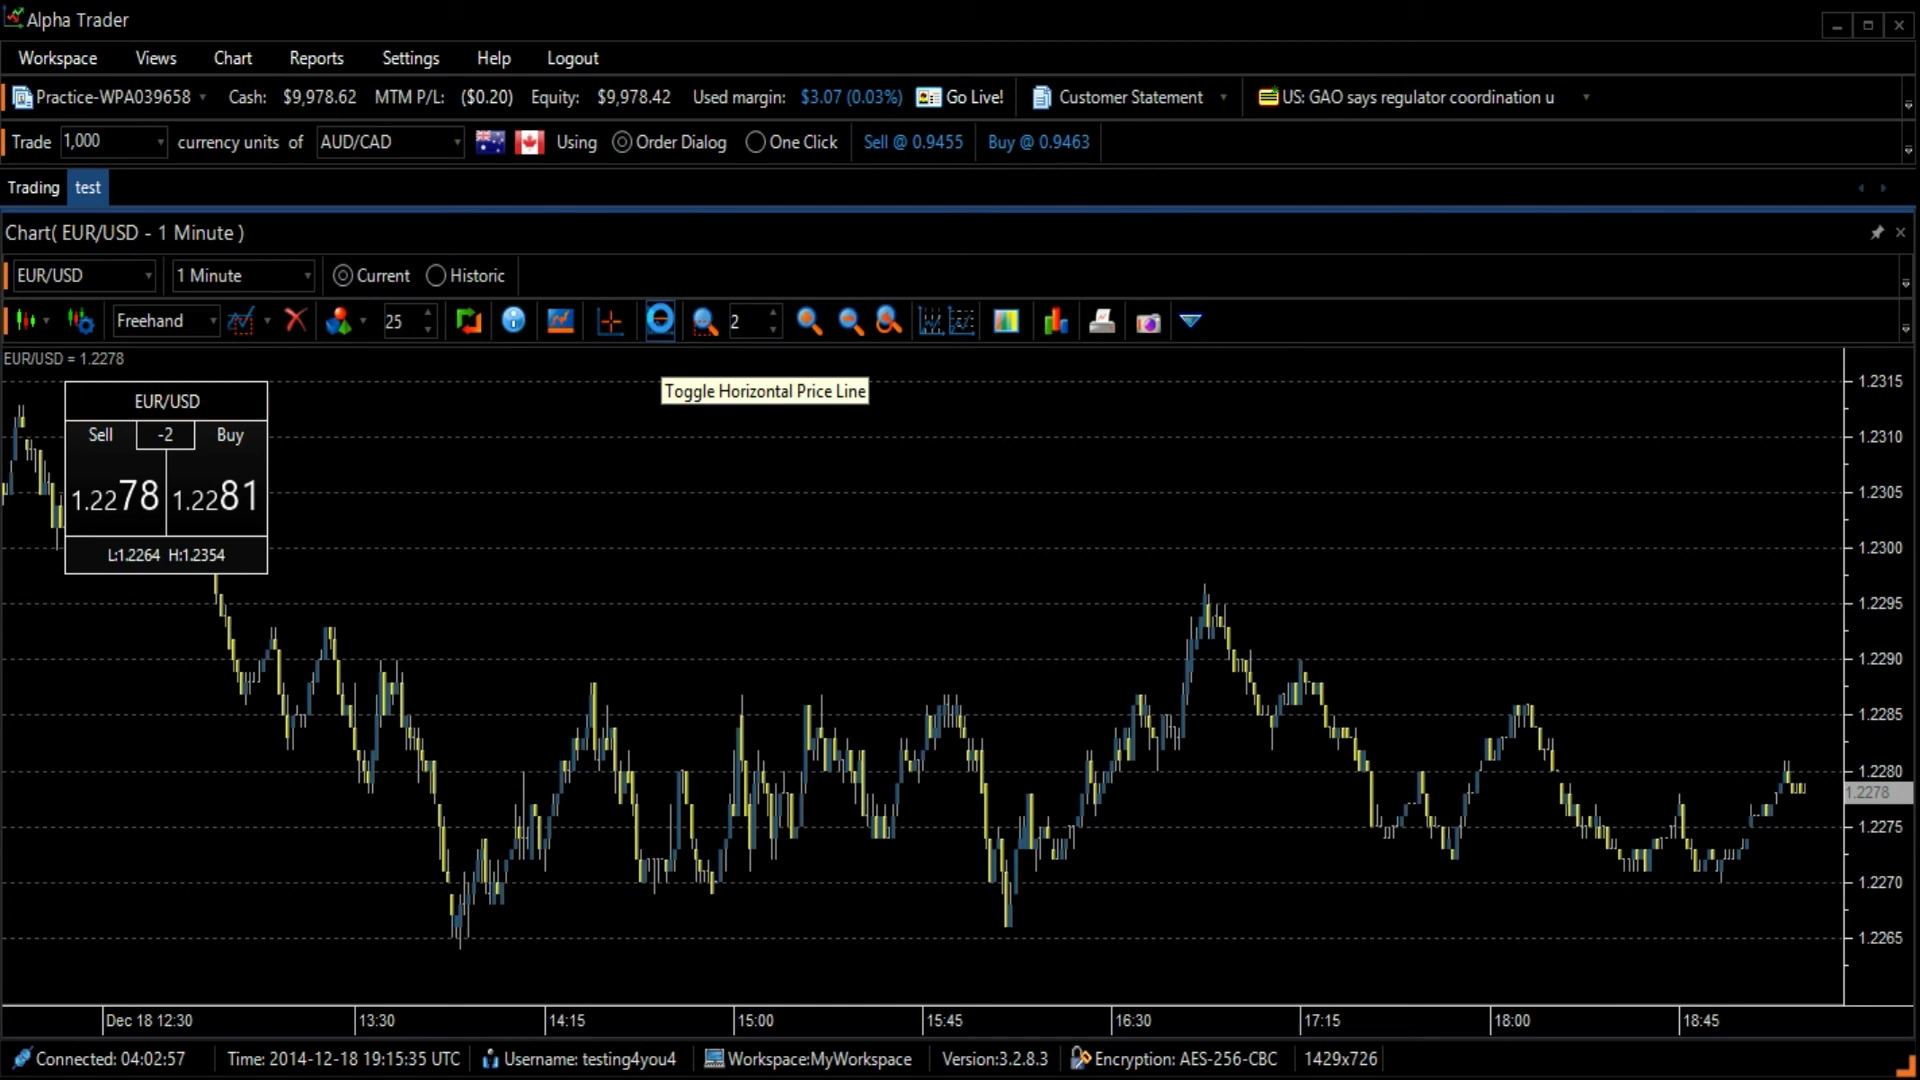 Alpha Trader
Workspace Views Chart Reports Settings Help Logout
Practice-WPA039658 Cash: $9,978.62 MTM P/L: ($0.20) Equity: $9,978.42 Used margin: $3.07 (0.03%) Go Live! Customer Statement US: GAO says regulator coordination u
Trade 1,000 currency units of AUD/CAD Using Order Dialog One Click Sell @ 0.9455 Buy @ 0.9463
Trading test
Chart( EUR/USD - 1 Minute )
EUR/USD 1 Minute Current Historic
Freehand 25 2
EUR/USD = 1.2278
Toggle Horizontal Price Line
EUR/USD
Sell -2 Buy
1.2278 1.2281
L:1.2264 H:1.2354
1.2315
1.2310
1.2305
1.2300
1.2295
1.2290
1.2285
1.2280
1.2278
1.2275
1.2270
1.2265
Dec 18 12:30 13:30 14:15 15:00 15:45 16:30 17:15 18:00 18:45
Connected: 04:02:57 Time: 2014-12-18 19:15:35 UTC Username: testing4you4 Workspace:MyWorkspace Version:3.2.8.3 Encryption: AES-256-CBC 1429x726